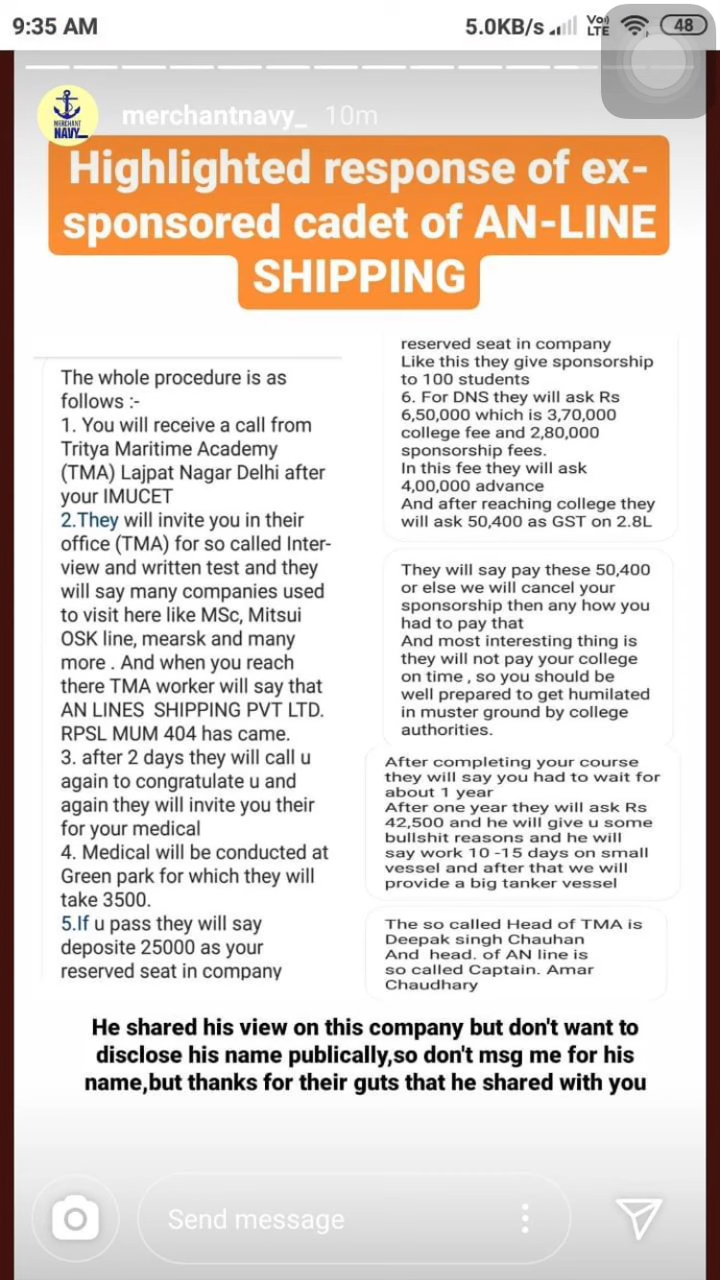 9:35 AM
5.0KB/s
Vo))
LTE
48
MERCHANT
NAVY_
merchantnavy_ 10m
Highlighted response of ex-
sponsored cadet of AN-LINE
SHIPPING
The whole procedure is as
follows :-
1. You will receive a call from
Tritya Maritime Academy
(TMA) Lajpat Nagar Delhi after
your IMUCET
2.They will invite you in their
office (TMA) for so called Inter-
view and written test and they
will say many companies used
to visit here like MSc, Mitsui
OSK line, mearsk and many
more . And when you reach
there TMA worker will say that
AN LINES SHIPPING PVT LTD.
RPSL MUM 404 has came.
3. after 2 days they will call u
again to congratulate u and
again they will invite you their
for your medical
4. Medical will be conducted at
Green park for which they will
take 3500.
5.If u pass they will say
deposite 25000 as your
reserved seat in company
reserved seat in company
Like this they give sponsorship
to 100 students
6. For DNS they will ask Rs
6,50,000 which is 3,70,000
college fee and 2,80,000
sponsorship fees.
In this fee they will ask
4,00,000 advance
And after reaching college they
will ask 50,400 as GST on 2.8L
They will say pay these 50,400
or else we will cancel your
sponsorship then any how you
had to pay that
And most interesting thing is
they will not pay your college
on time , so you should be
well prepared to get humilated
in muster ground by college
authorities.
After completing your course
they will say you had to wait for
about 1 year
After one year they will ask Rs
42,500 and he will give u some
bullshit reasons and he will
say work 10 -15 days on small
vessel and after that we will
provide a big tanker vessel
The so called Head of TMA is
Deepak singh Chauhan
And head. of AN line is
so called Captain. Amar
Chaudhary
He shared his view on this company but don't want to
disclose his name publically,so don't msg me for his
name,but thanks for their guts that he shared with you
Send message